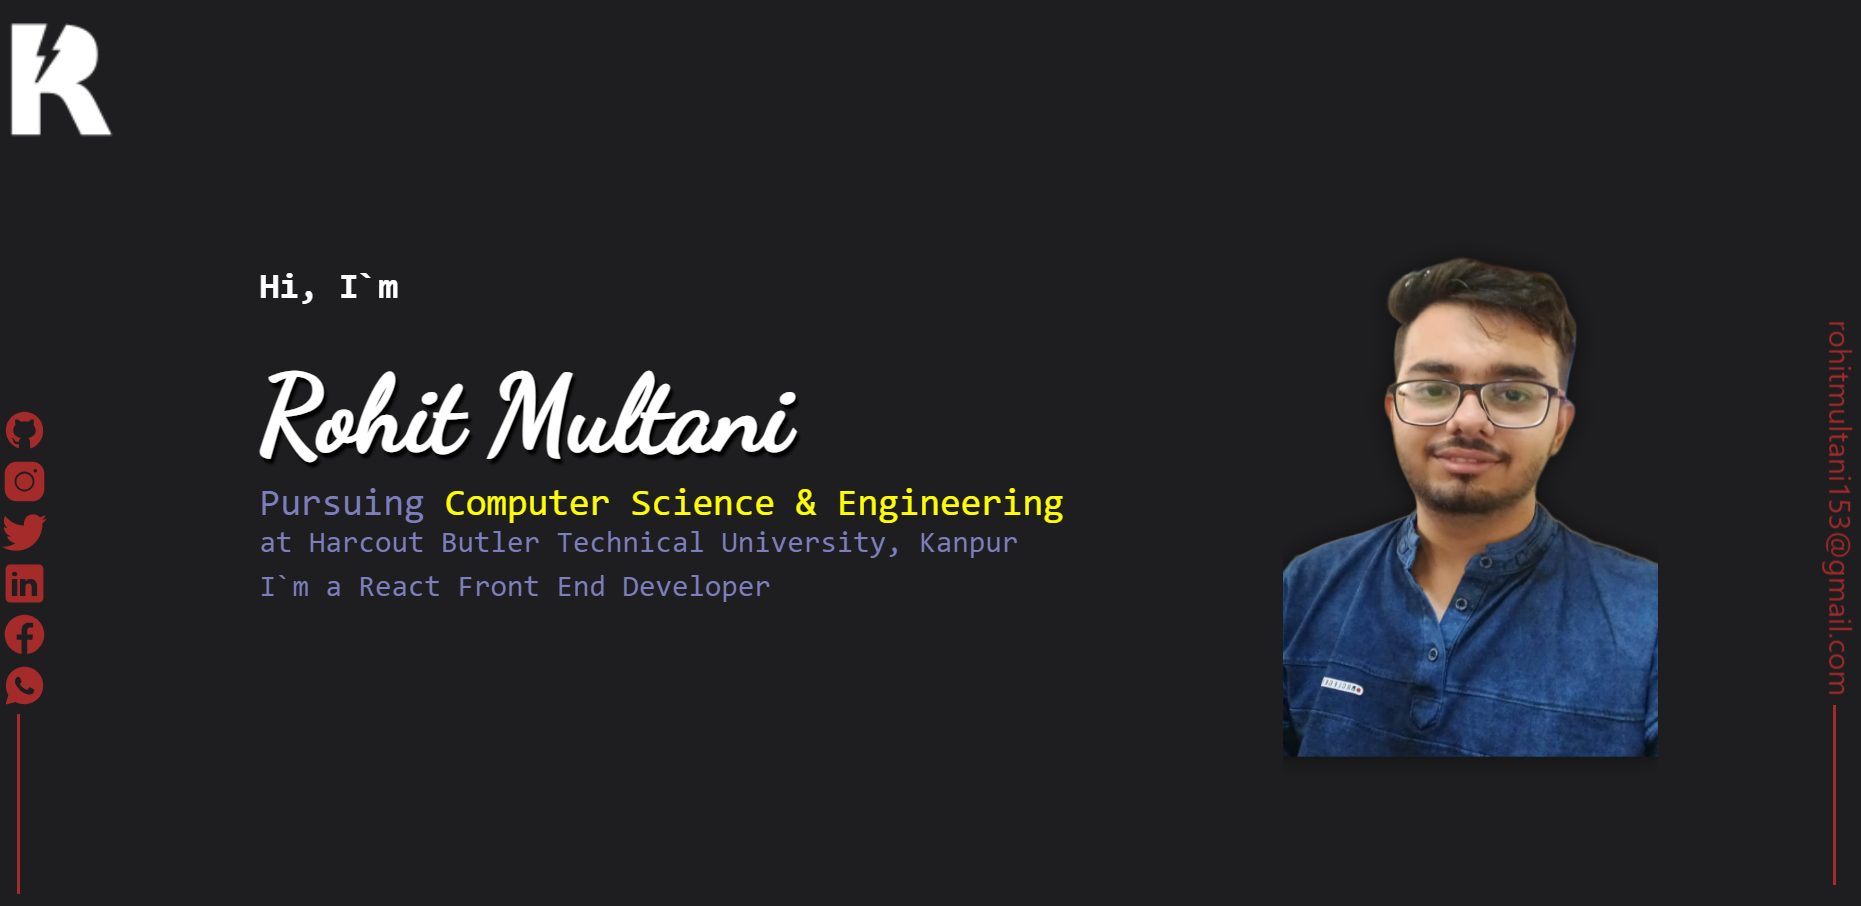 R
Hi, I`m
Rohit Multani
Pursuing Computer Science & Engineering
at Harcout Butler Technical University, Kanpur
I`m a React Front End Developer
in
rohitmultani153@gmail.com